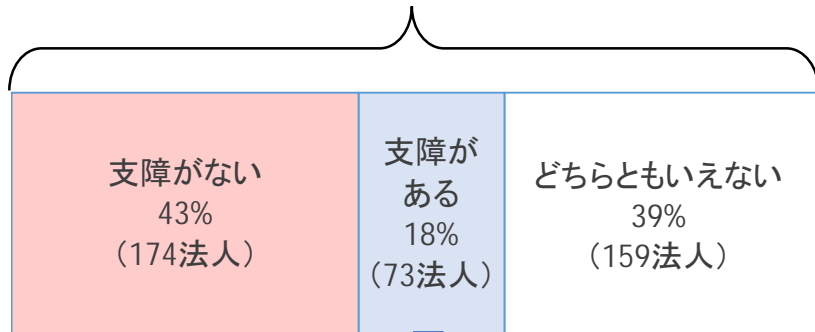 支障がない
43%
（174法人）
支障が
ある
18%
（73法人）
どちらともいえない
39%
（159法人）